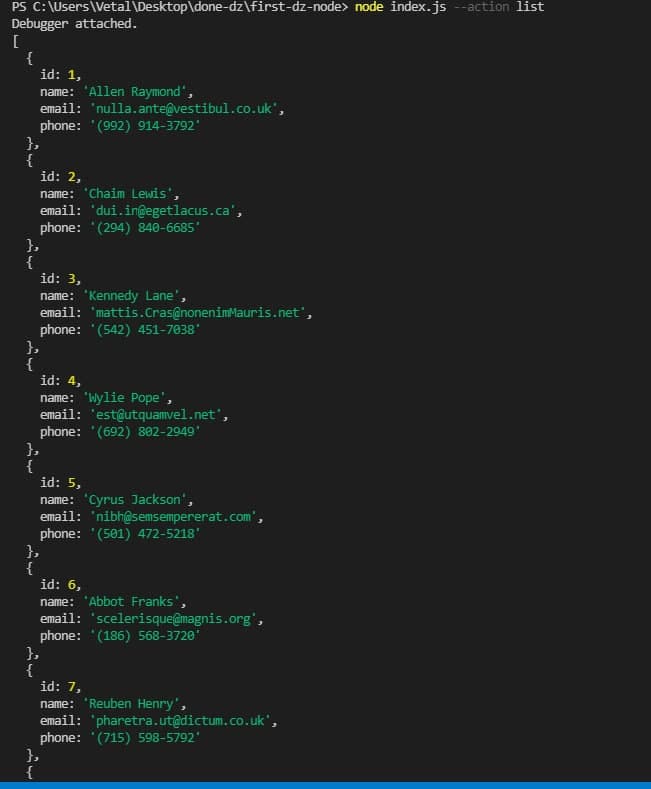 PS C:\Users\Vetal\Desktop\done-dz\first-dz-node> node index.js --action list
Debugger attached.
[
  {
    id: 1,
    name: 'Allen Raymond',
    email: 'nulla.ante@vestibul.co.uk',
    phone: '(992) 914-3792'
  },
  {
    id: 2,
    name: 'Chaim Lewis',
    email: 'dui.in@egetlacus.ca',
    phone: '(294) 840-6685'
  },
  {
    id: 3,
    name: 'Kennedy Lane',
    email: 'mattis.Cras@nonenimMauris.net',
    phone: '(542) 451-7038'
  },
  {
    id: 4,
    name: 'Wylie Pope',
    email: 'est@utquamvel.net',
    phone: '(692) 802-2949'
  },
  {
    id: 5,
    name: 'Cyrus Jackson',
    email: 'nibh@semsempererat.com',
    phone: '(501) 472-5218'
  },
  {
    id: 6,
    name: 'Abbot Franks',
    email: 'scelerisque@magnis.org',
    phone: '(186) 568-3720'
  },
  {
    id: 7,
    name: 'Reuben Henry',
    email: 'pharetra.ut@dictum.co.uk',
    phone: '(715) 598-5792'
  },
  {